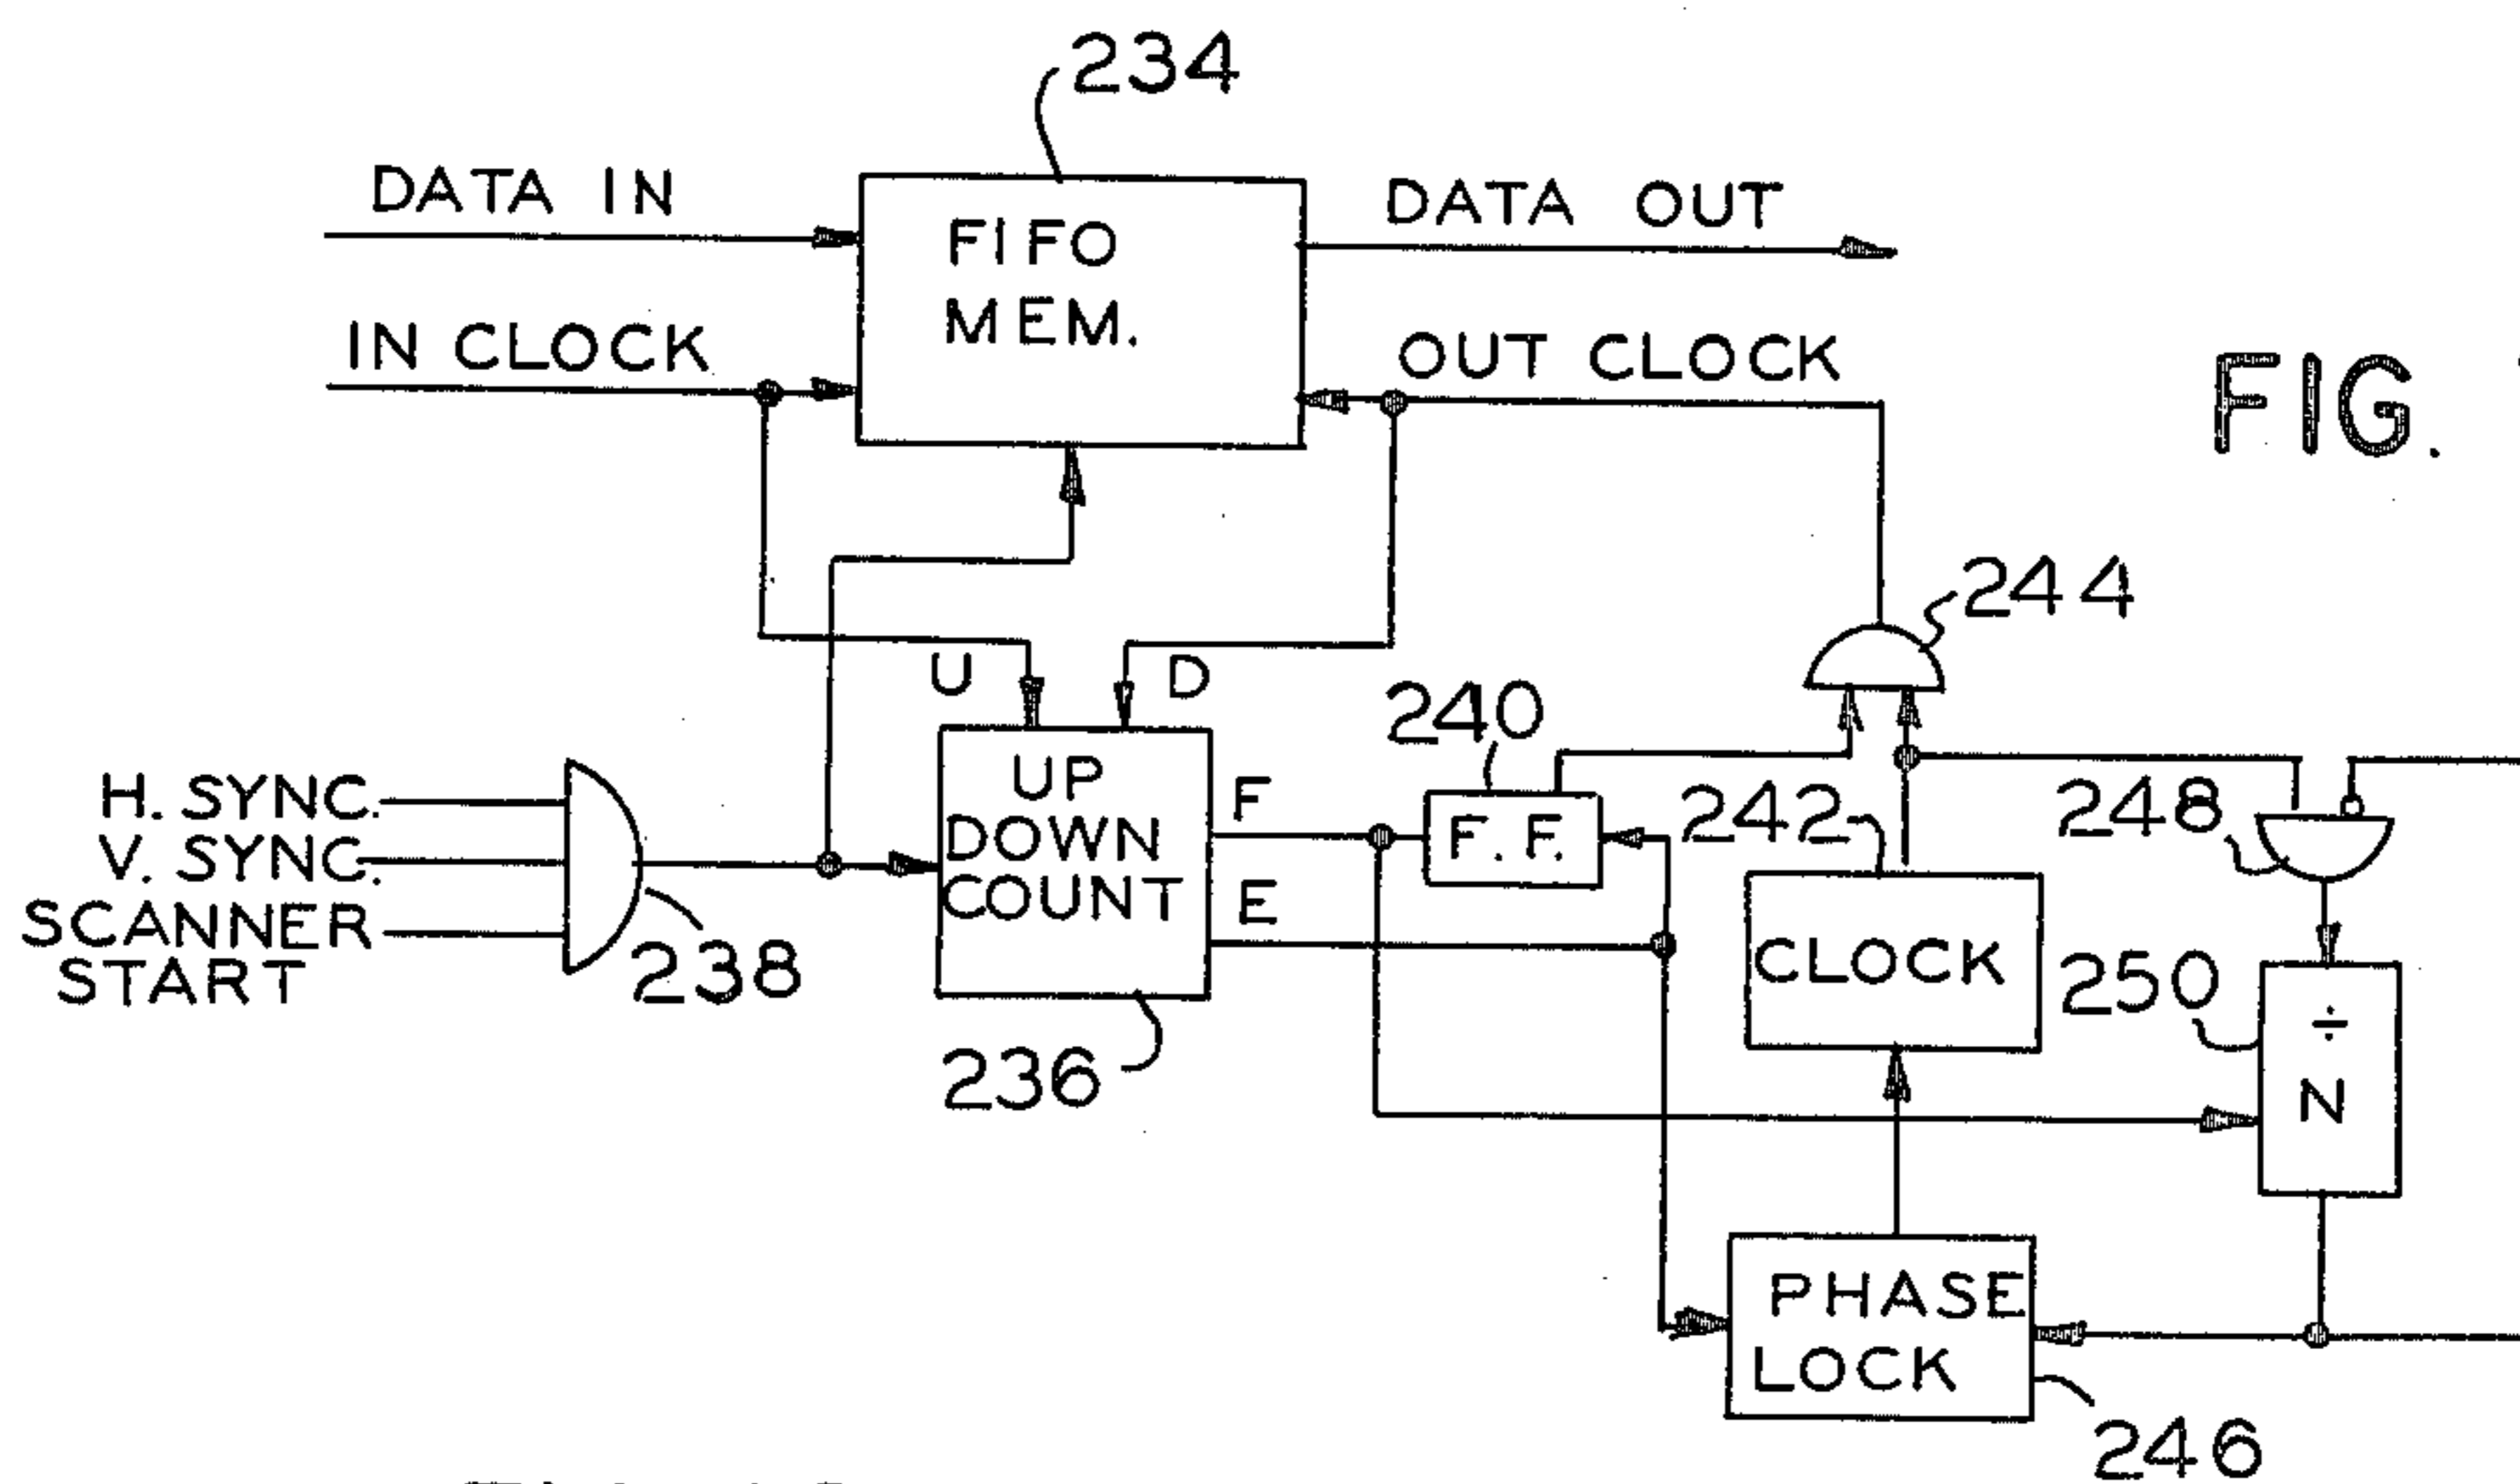 234
DATA IN
DATA OUT
FIFO
MEM.
IN CLOCK
OUT CLOCK
FIG.
244
U
D
240
H. SYNC.
V. SYNC.
SCANNER
START
238
UP
DOWN
COUNT
F
E
236
F. F.
242
248
CLOCK
250
÷
N
PHASE
LOCK
246